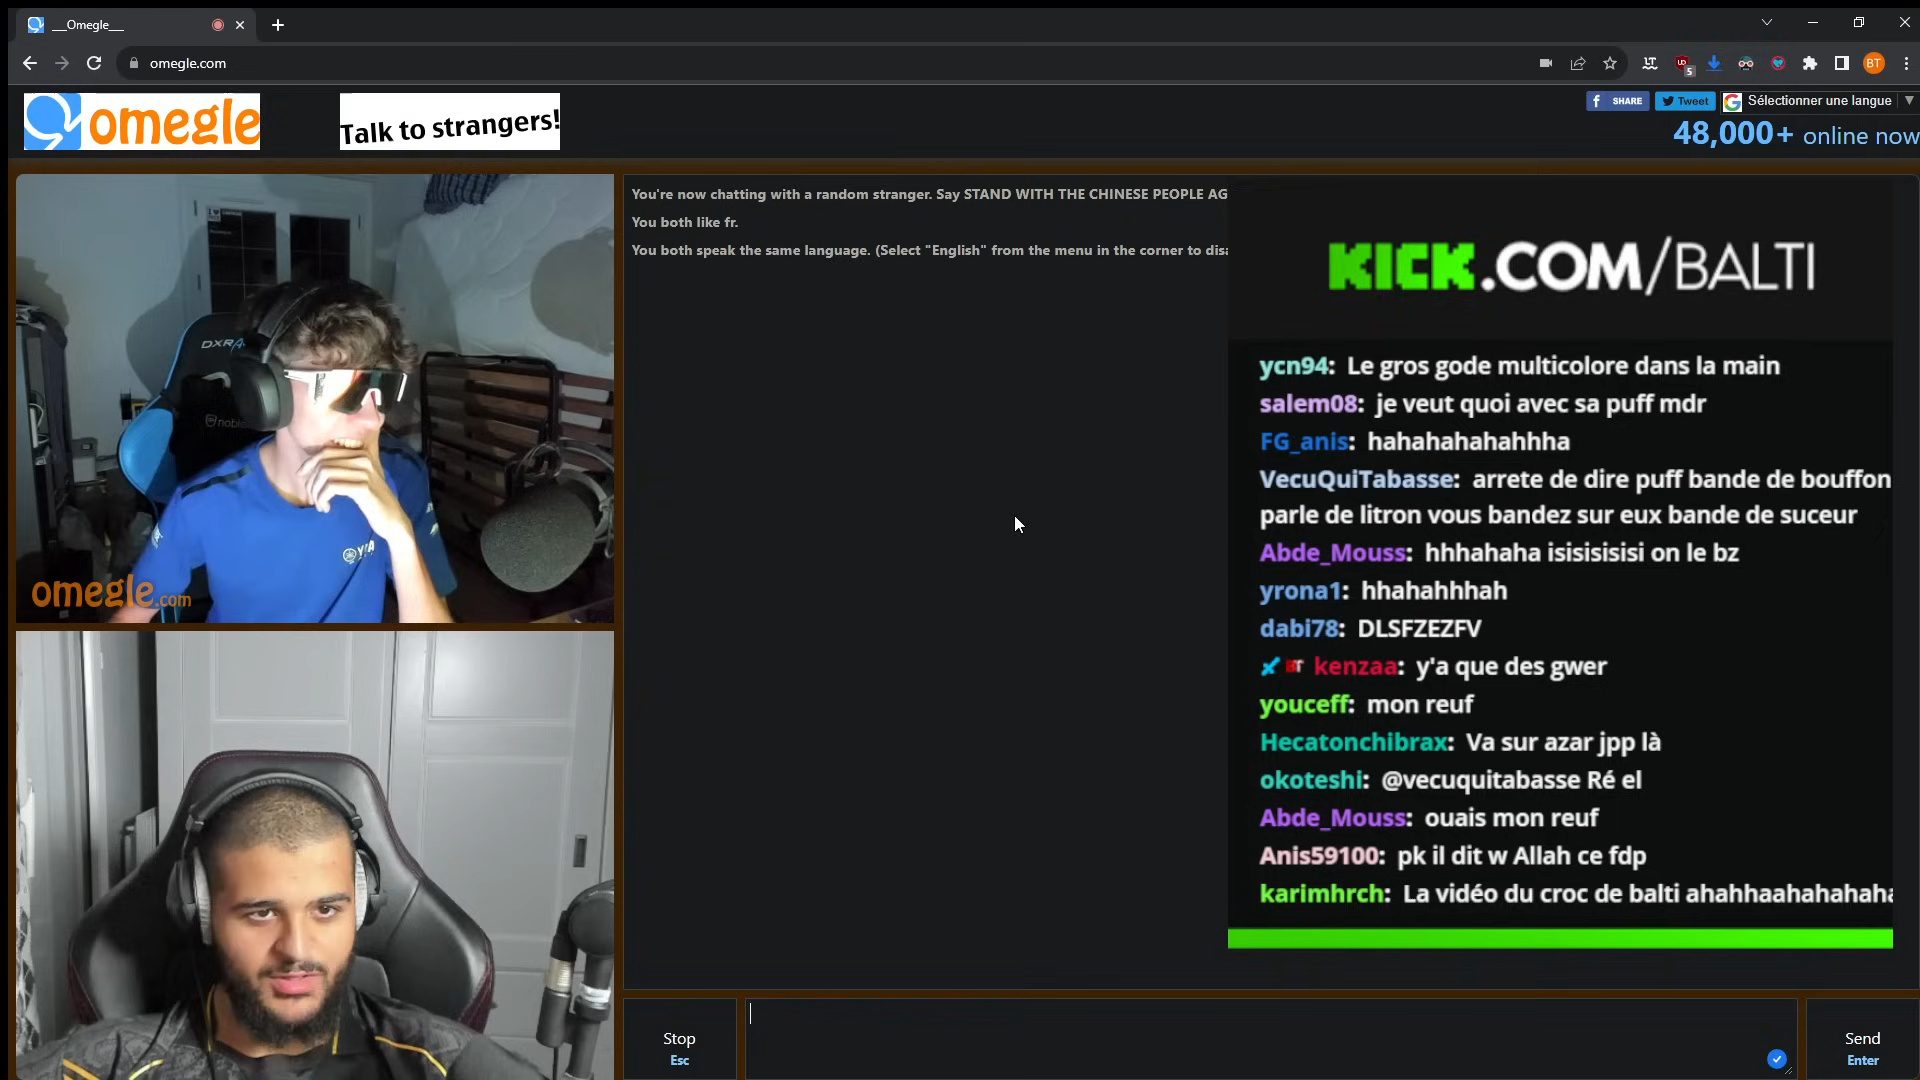 __Omegle__
omegle.com
5
BT
omegle
Talk to strangers!
SHARE
Tweet
Sélectionner une langue
48,000+ online now
You're now chatting with a random stranger. Say STAND WITH THE CHINESE PEOPLE AG
You both like fr.
You both speak the same language. (Select "English" from the menu in the corner to disa
DXRA
nobl
omegle.com
KICK.COM/BALTI
ycn94: Le gros gode multicolore dans la main
salem08: je veut quoi avec sa puff mdr
FG_anis: hahahahahahhha
VecuQuiTabasse: arrete de dire puff bande de bouffon
parle de litron vous bandez sur eux bande de suceur
Abde_Mouss: hhhahaha isisisisisi on le bz
yrona1: hhahahhhah
dabi78: DLSFZEZFV
kenzaa: y'a que des gwer
youceff: mon reuf
Hecatonchibrax: Va sur azar jpp là
okoteshi: @vecuquitabasse Ré el
Abde_Mouss: ouais mon reuf
Anis59100: pk il dit w Allah ce fdp
karimhrch: La vidéo du croc de balti ahahhaahahahaha
Stop
Esc
Send
Enter